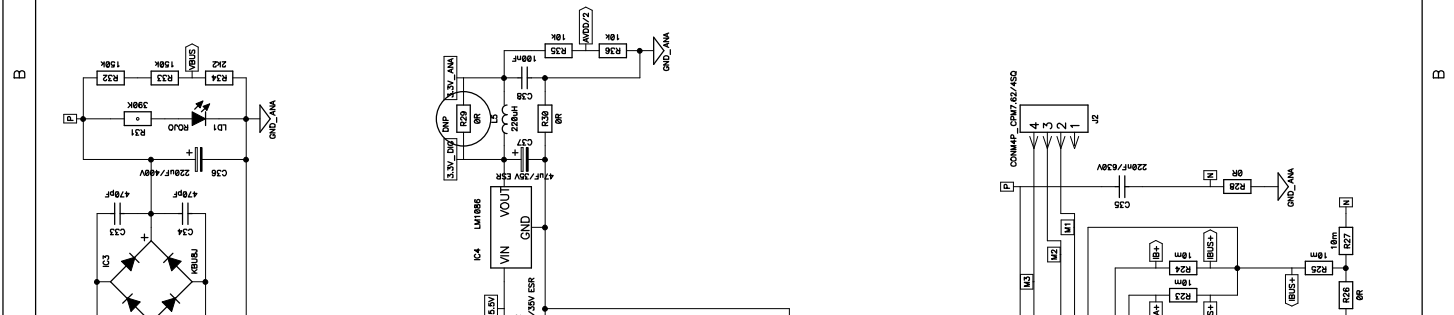 B
150k
R32
150k
R33
VBUS
2k2
R34
P
390K
R31
ROJO
LD1
GND_ANA
220uF/400V
C36
470pF
C33
470pF
C34
IC3
KBU8J
3.3V_ANA
DNP
R29
0R
3.3V_DIG
L5
220uH
100nF
C38
R30
0R
10k
R35
AVDD/2
10k
R36
GND_ANA
C37
47uF/35V ESR
LM1086
IC4
VOUT
GND
VIN
5.5V
/35V ESR
CONM4P_CPM7.62/4SQ
4
3
2
1
J2
P
220nF/630V
C35
N
0R
R28
GND_ANA
M1
M2
M3
IB+
10m
R24
IBUS+
10m
R23
A+
S+
IBUS+
10m
R25
N
10m
R27
R26
0R
B